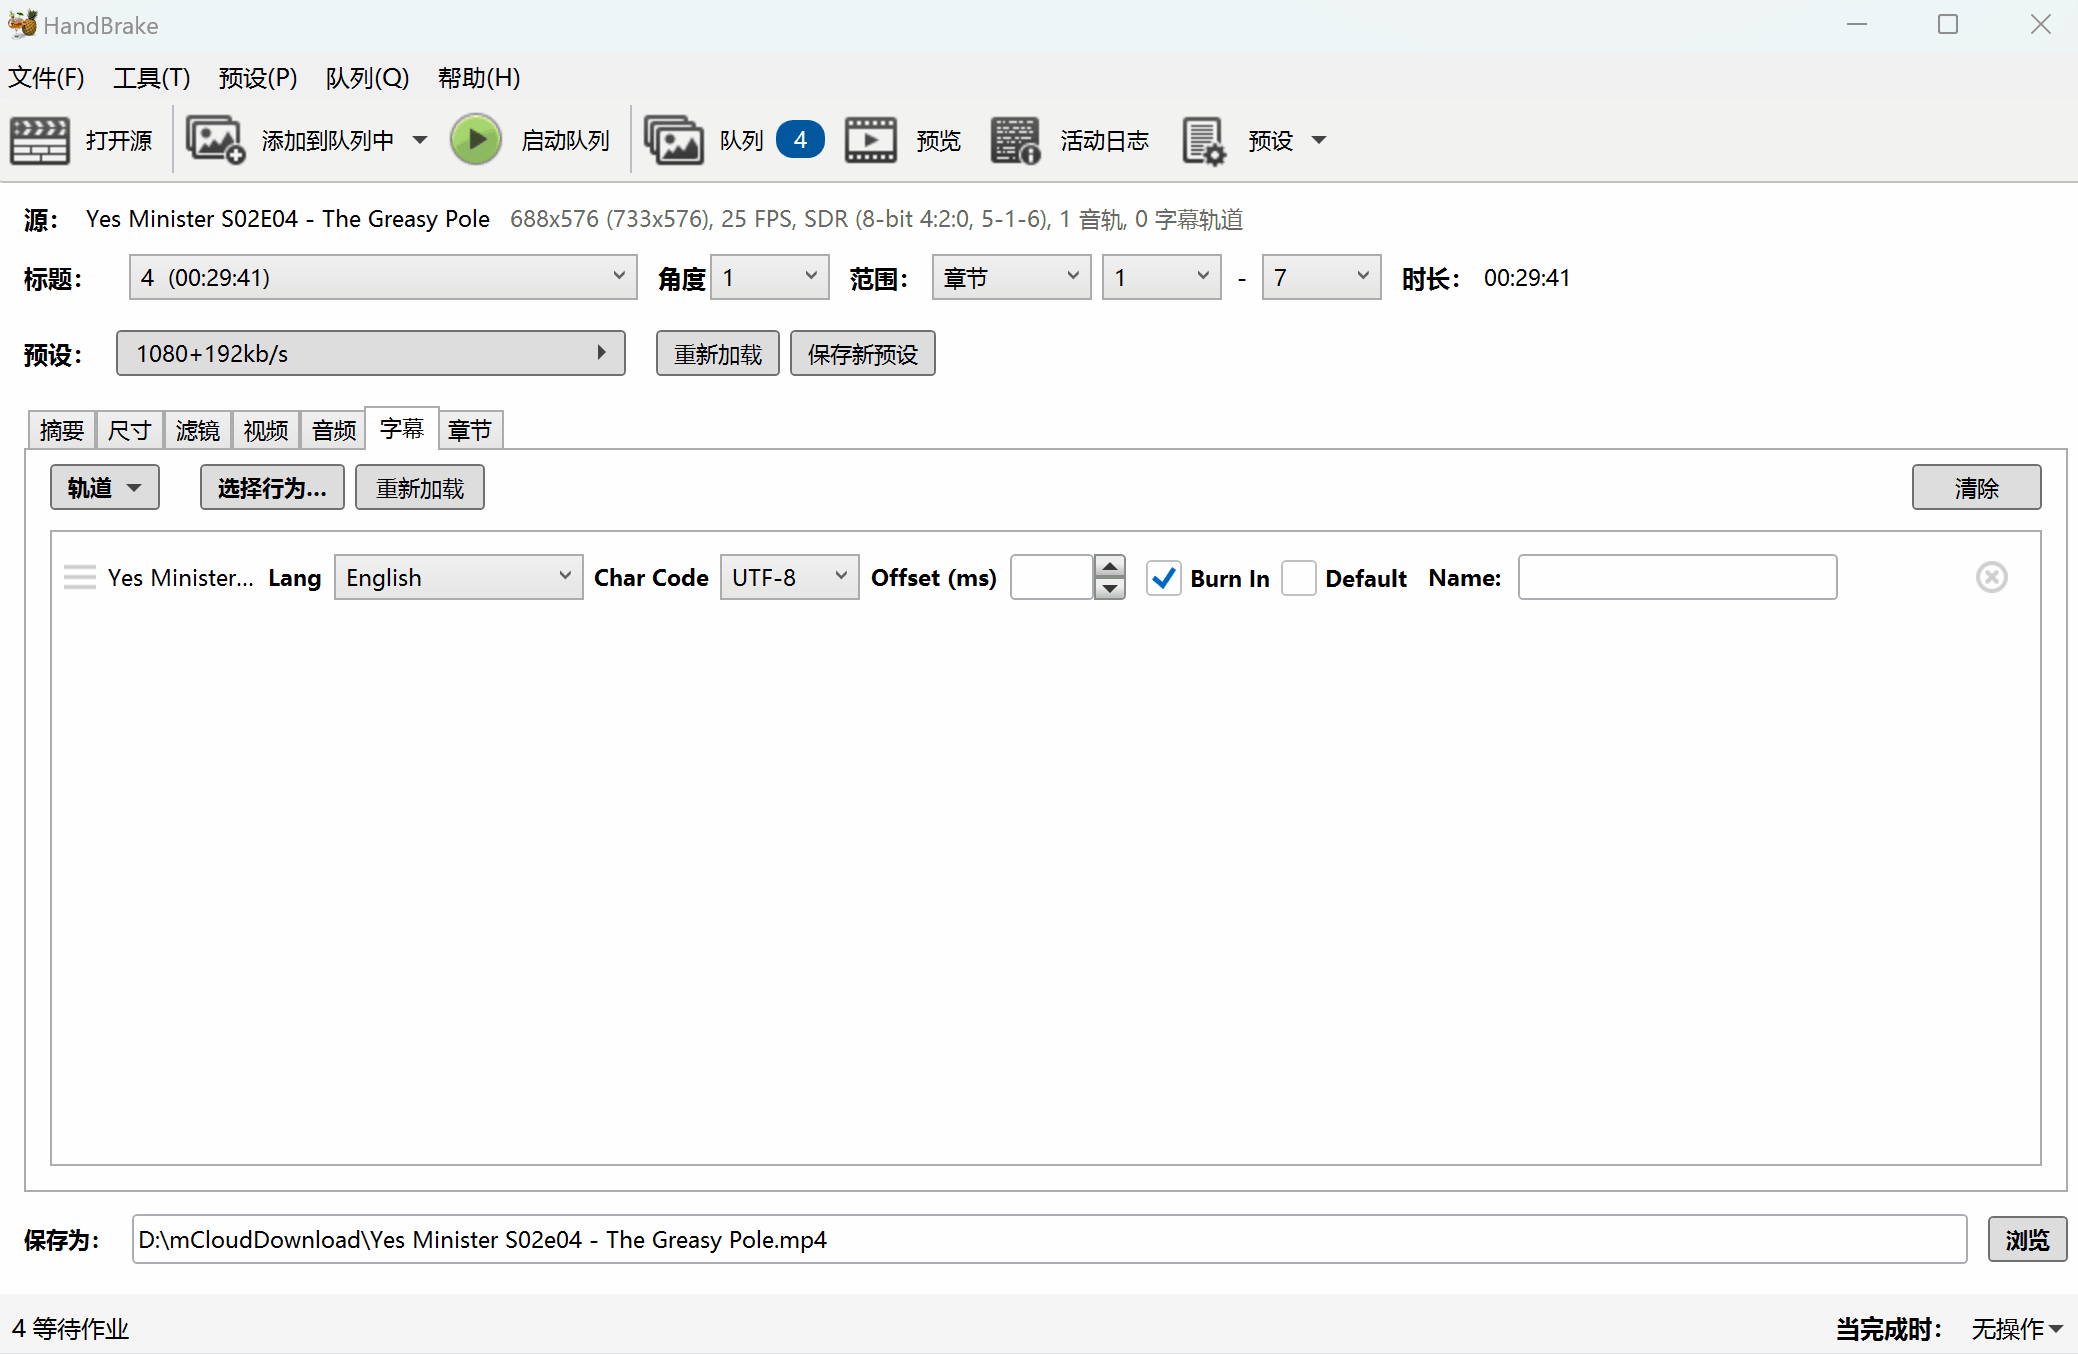 HandBrake
文件(F) 工具(T) 预设(P) 队列(Q) 帮助(H)
打开源 添加到队列中 启动队列 队列 4 预览 活动日志 预设
源： Yes Minister S02E04 - The Greasy Pole 688x576 (733x576), 25 FPS, SDR (8-bit 4:2:0, 5-1-6), 1 音轨, 0 字幕轨道
标题： 4 (00:29:41) 角度 1 范围： 章节 1 - 7 时长： 00:29:41
预设： 1080+192kb/s 重新加载 保存新预设
摘要 尺寸 滤镜 视频 音频 字幕 章节
轨道 选择行为... 重新加载 清除
Yes Minister... Lang English Char Code UTF-8 Offset (ms) Burn In Default Name:
保存为： D:\mCloudDownload\Yes Minister S02e04 - The Greasy Pole.mp4 浏览
4 等待作业 当完成时： 无操作